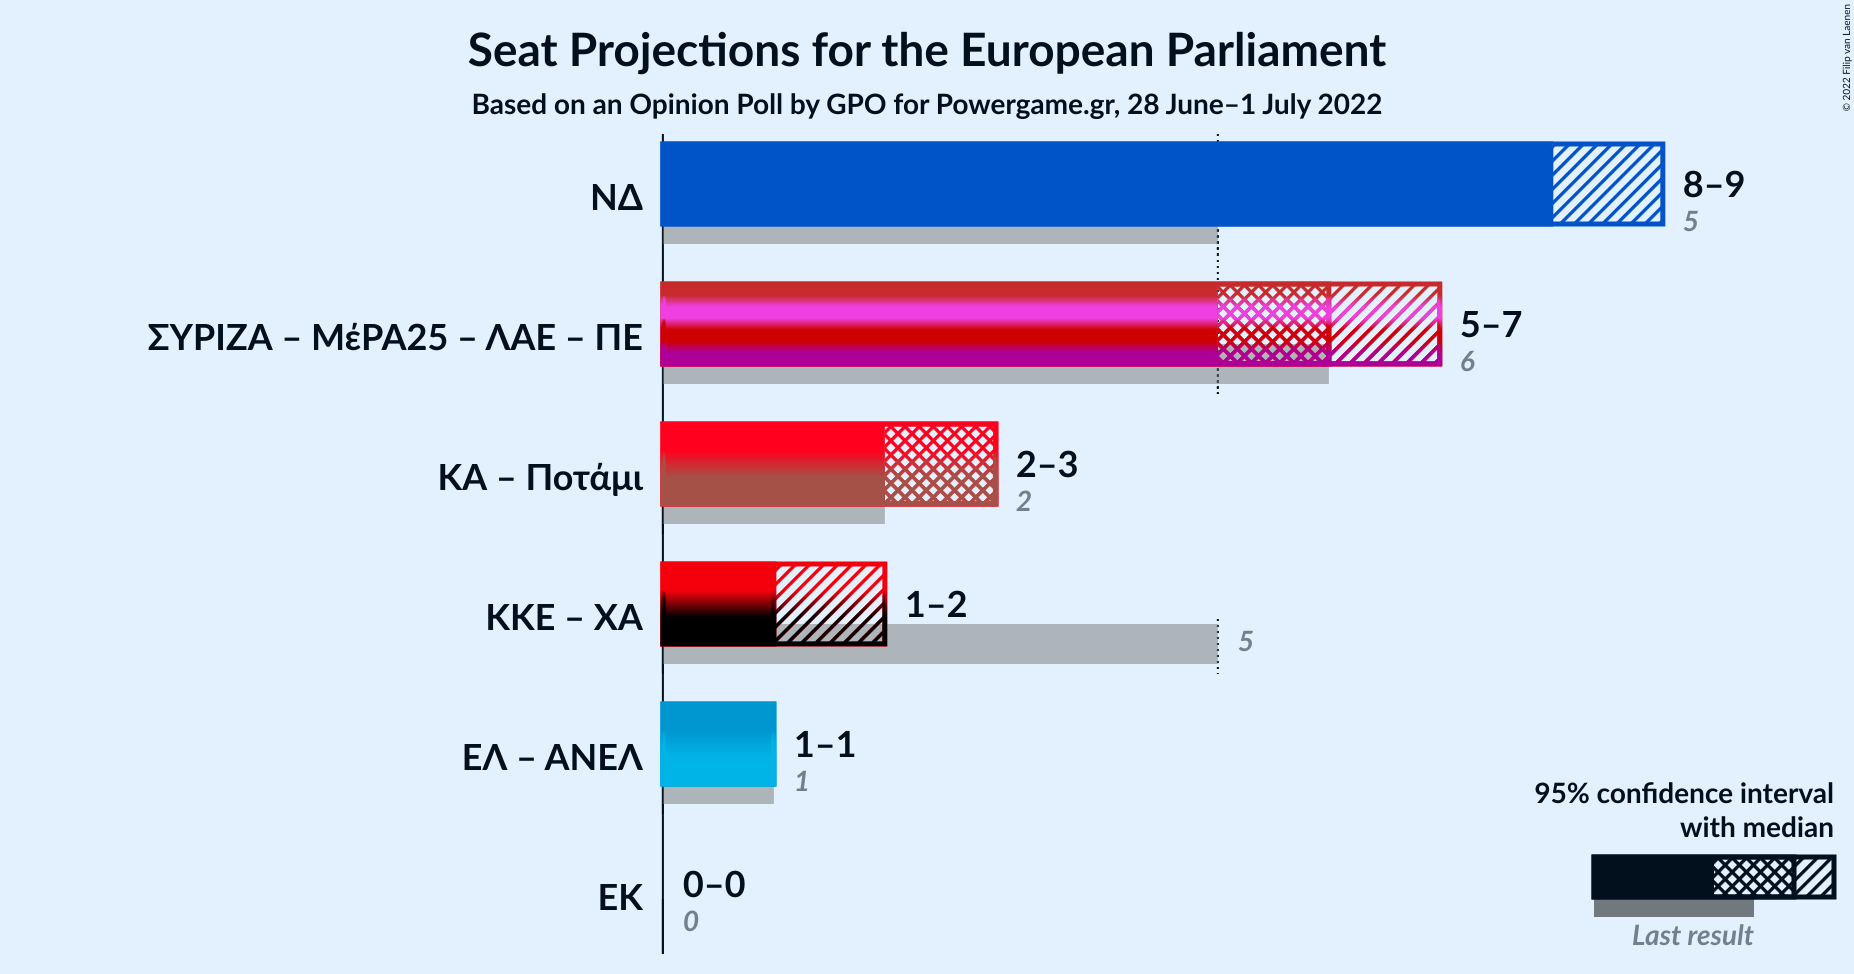 Seat Projections for the European Parliament
Based on an Opinion Poll by GPO for Powergame.gr, 28 June–1 July 2022
© 2022 Filip van Laenen
ΝΔ
8–9
5
ΣΥΡΙΖΑ – ΜέΡΑ25 – ΛΑΕ – ΠΕ
5–7
6
ΚΑ – Ποτάμι
2–3
2
ΚΚΕ – ΧΑ
1–2
5
ΕΛ – ΑΝΕΛ
1–1
1
ΕΚ
0–0
0
95% confidence interval
with median
Last result